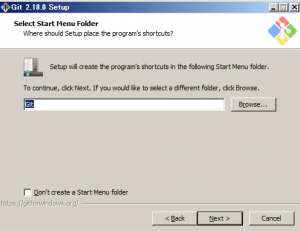 Git 2.18.0 Setup
Select Start Menu Folder
Where should Setup place the program's shortcuts?
Setup will create the program's shortcuts in the following Start Menu folder.
To continue, click Next. If you would like to select a different folder, click Browse.
Git
Browse...
Don't create a Start Menu folder
https://gitforwindows.org/
< Back
Next >
Cancel